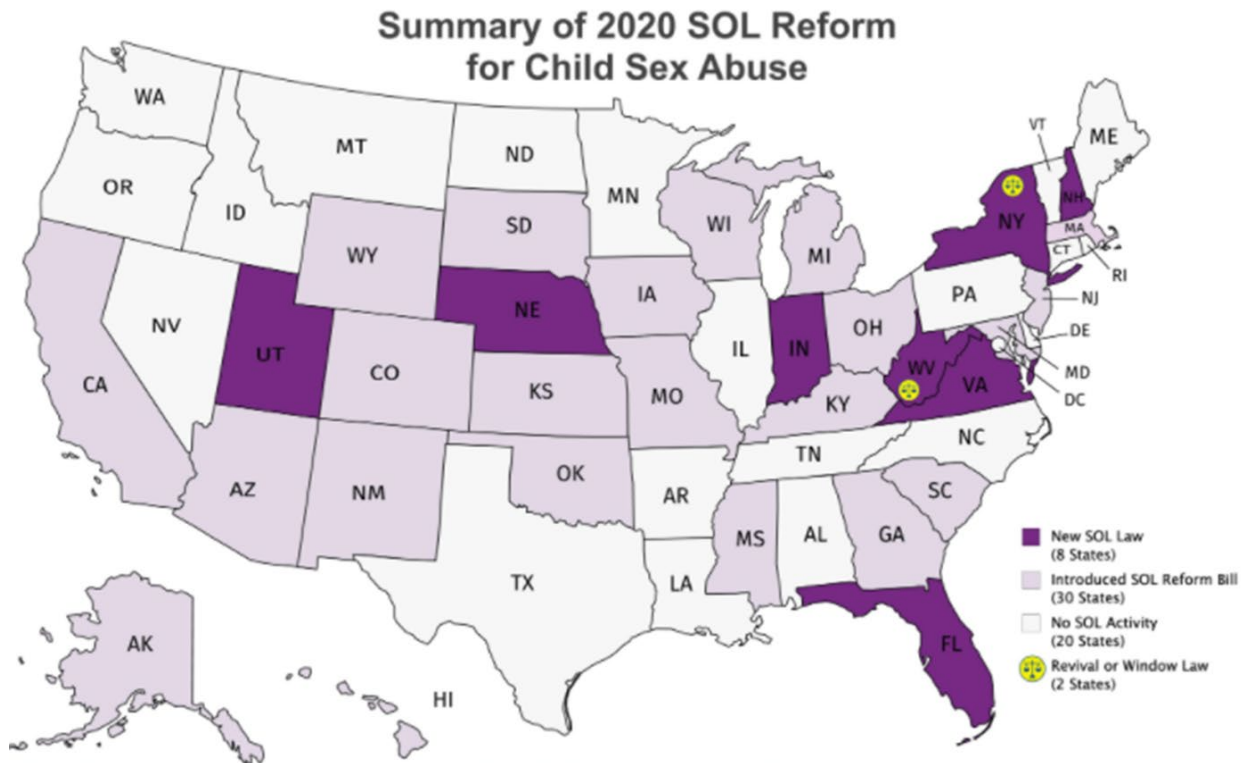 Summary of 2020 SOL Reform
for Child Sex Abuse
WA
MT
ND
MN
OR
ID
WY
SD
WI
MI
VT
ME
NH
NY
MA
CT
RI
NV
UT
CO
NE
IA
IL
IN
OH
PA
NJ
DE
MD
DC
CA
KS
MO
KY
WV
VA
AZ
NM
OK
AR
TN
NC
SC
MS
AL
GA
TX
LA
FL
AK
HI
New SOL Law
(8 States)
Introduced SOL Reform Bill
(30 States)
No SOL Activity
(20 States)
Revival or Window Law
(2 States)